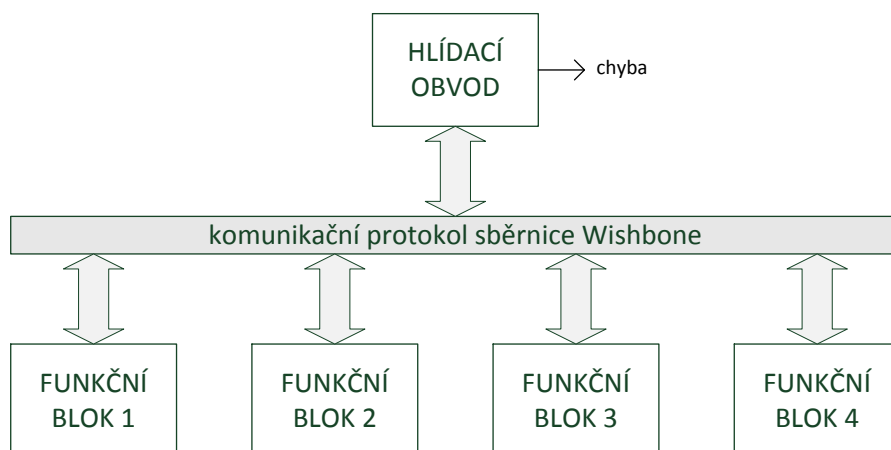 HLÍDACÍ
OBVOD
chyba
komunikační protokol sběrnice Wishbone
FUNKČNÍ
BLOK 1
FUNKČNÍ
BLOK 2
FUNKČNÍ
BLOK 3
FUNKČNÍ
BLOK 4